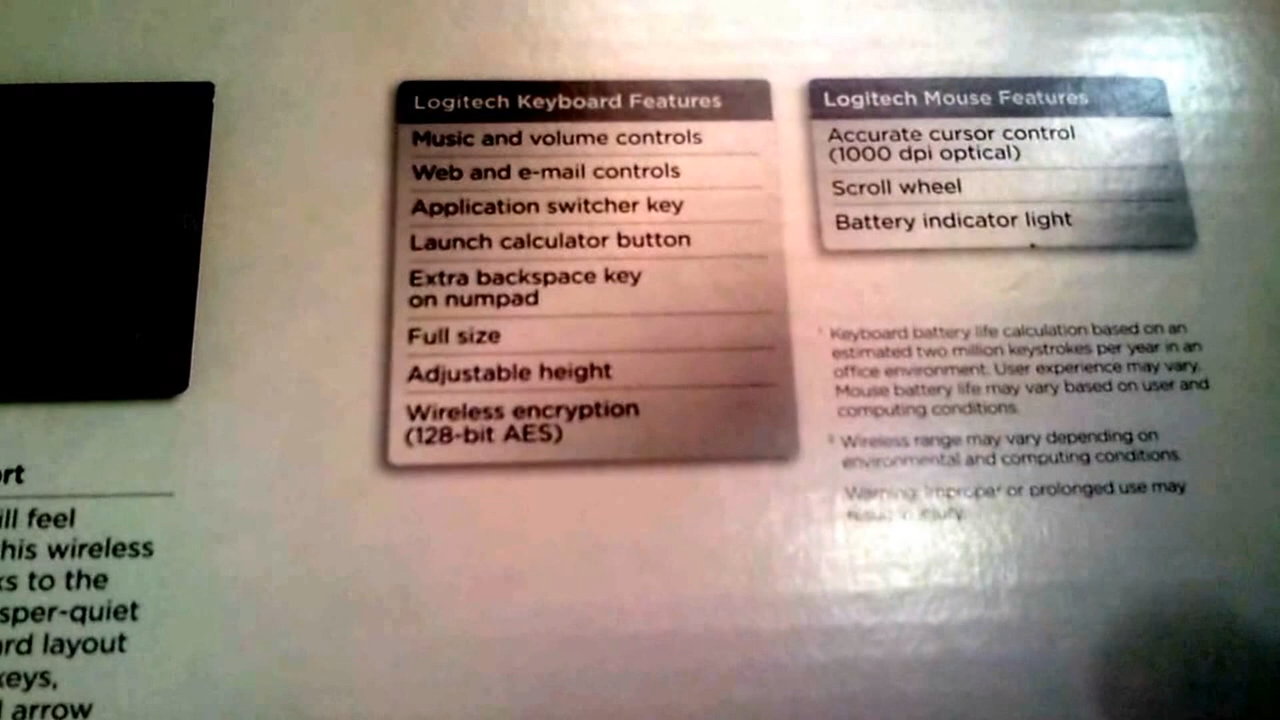 Logitech Keyboard Features
Music and volume controls
Web and e-mail controls
Application switcher key
Launch calculator button
Extra backspace key
on numpad
Full size
Adjustable height
Wireless encryption
(128-bit AES)
Logitech Mouse Features
Accurate cursor control
(1000 dpi optical)
Scroll wheel
Battery indicator light
Keyboard battery life calculation based on an
estimated two million keystrokes per year in an
office environment. User experience may vary.
Mouse battery life may vary based on user and
computing conditions.
Wireless range may vary depending on
environmental and computing conditions.
Warning: Improper or prolonged use may
rt
ill feel
his wireless
s to the
sper-quiet
rd layout
keys,
arrow